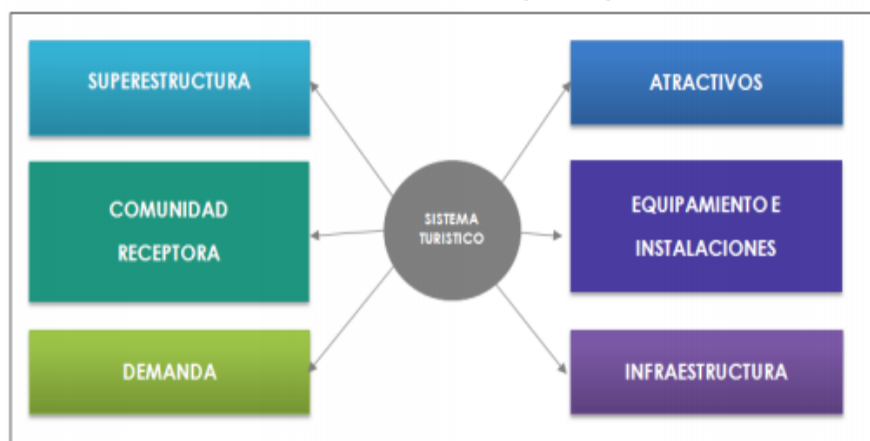 SUPERESTRUCTURA
ATRACTIVOS
COMUNIDAD
RECEPTORA
SISTEMA
TURISTICO
EQUIPAMIENTO E
INSTALACIONES
DEMANDA
INFRAESTRUCTURA